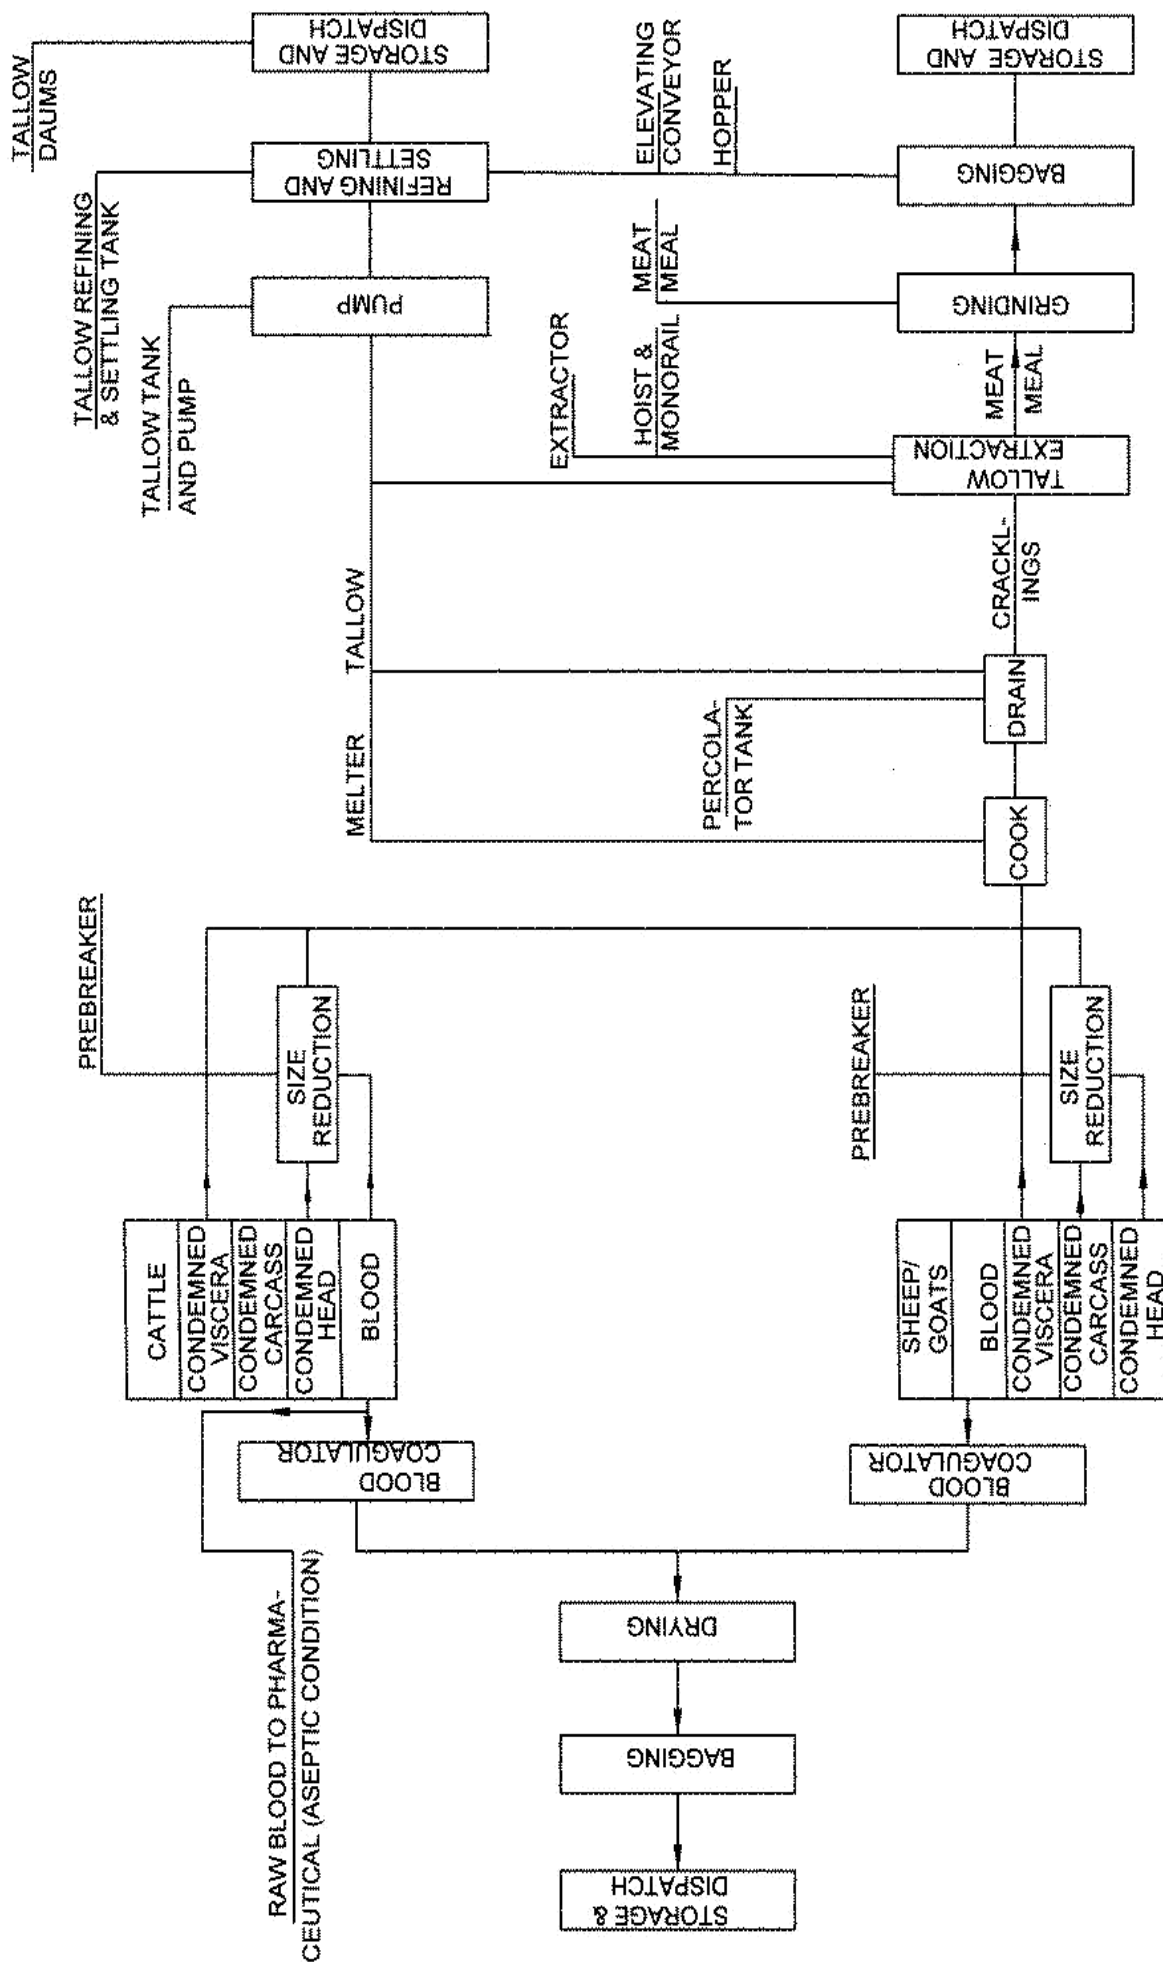 TALLOW
DAUMS
STORAGE AND
DISPATCH
TALLOW REFINING
& SETTLING TANK
REFINING AND
SETTLING
TALLOW TANK
AND PUMP
PUMP
ELEVATING
CONVEYOR
HOPPER
STORAGE AND
DISPATCH
BAGGING
MEAT
MEAL
GRINDING
EXTRACTOR
HOIST &
MONORAIL
MEAT
MEAL
TALLOW
EXTRACTION
TALLOW
MELTER
CRACKL-
INGS
PERCOLA-
TOR TANK
DRAIN
COOK
PREBREAKER
SIZE
REDUCTION
PREBREAKER
SIZE
REDUCTION
CATTLE
CONDEMNED
VISCERA
CONDEMNED
CARCASS
CONDEMNED
HEAD
BLOOD
SHEEP/
GOATS
BLOOD
CONDEMNED
VISCERA
CONDEMNED
CARCASS
CONDEMNED
HEAD
BLOOD
COAGULATOR
BLOOD
COAGULATOR
RAW BLOOD TO PHARMA-
CEUTICAL (ASEPTIC CONDITION)
DRYING
BAGGING
STORAGE &
DISPATCH